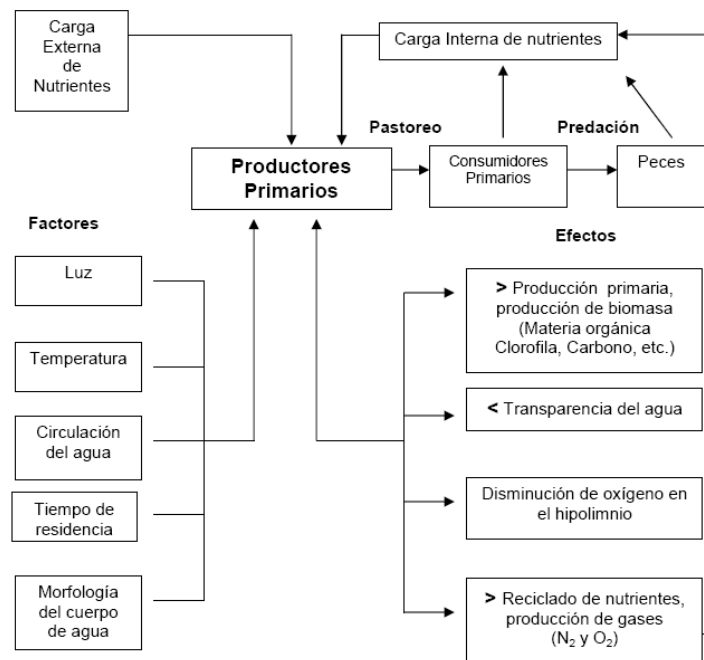 Carga
Externa
de
Nutrientes
Carga Interna de nutrientes
Pastoreo
Predación
Productores
Primarios
Consumidores
Primarios
Peces
Factores
Efectos
Luz
Temperatura
Circulación
del agua
Tiempo de
residencia
Morfología
del cuerpo
de agua
> Producción primaria,
producción de biomasa
(Materia orgánica
Clorofila, Carbono, etc.)
< Transparencia del agua
Disminución de oxígeno en
el hipolimnio
> Reciclado de nutrientes,
producción de gases
(N₂ y O₂)